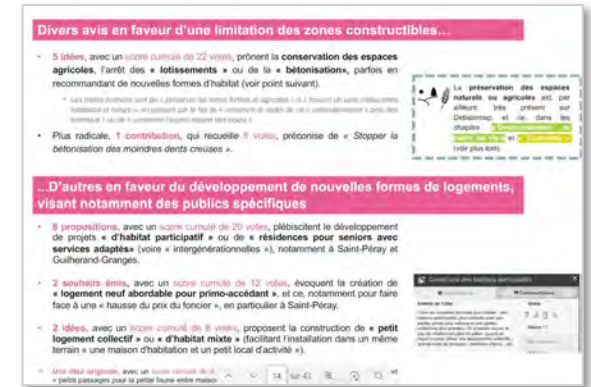 Divers avis en faveur d'une limitation des zones constructibles…
• 5 idées, avec un score cumulé de 22 votes, prônent la conservation des espaces
agricoles, l'arrêt des « lotissements » ou de la « bétonisation», parfois en
recommandant de nouvelles formes d'habitat (voir point suivant).
• Plus radicale, 1 contribution, qui recueille 6 votes, préconise de « Stopper la
bétonisation des moindres dents creuses ».
La préservation des espaces
naturels ou agricoles est, par
ailleurs, très présent sur
Debatomap, et ce, dans les
chapitre « Environnement et
cadre de vie » et
(voir plus loin).
...D'autres en faveur du développement de nouvelles formes de logements,
visant notamment des publics spécifiques
• 6 propositions, avec un score cumulé de 20 votes, plébiscitent le développement
de projets « d'habitat participatif » ou de « résidences pour seniors avec
services adaptés» (voire « intergénérationnelles »), notamment à Saint-Péray et
Guilherand-Granges.
• 2 souhaits émis, avec un score cumulé de 12 votes, évoquent la création de
« logement neuf abordable pour primo-accédant », et ce, notamment pour faire
face à une « hausse du prix du foncier », en particulier à Saint-Péray.
• 2 idées, avec un score cumulé de 6 votes, proposent la construction de « petit
logement collectif » ou « d'habitat mixte » (facilitant l'installation dans un même
terrain « une maison d'habitation et un petit local d'activité »).
Une idée originale, avec un score cumulé de et
« petits passages pour la petite faune entre maiso
14 sur 43